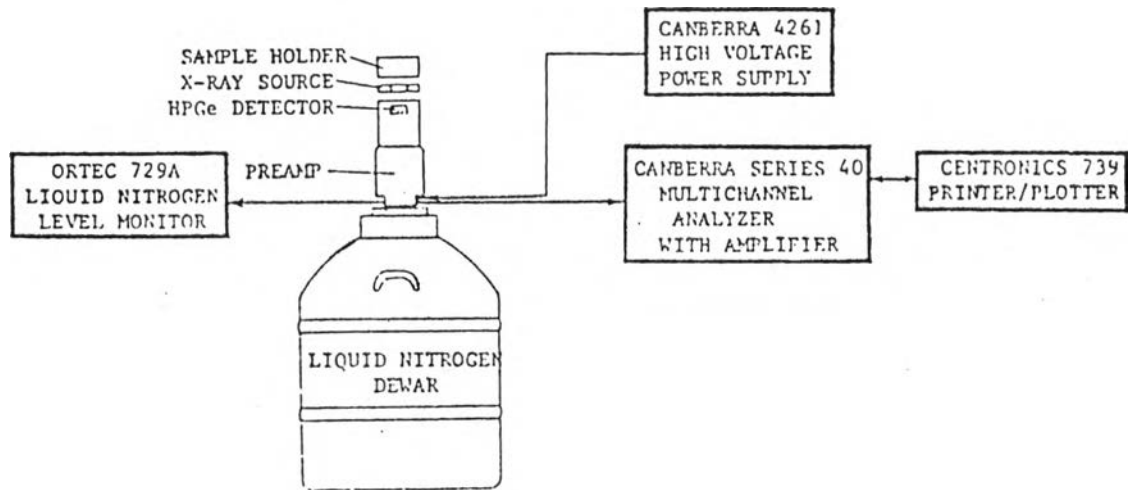 CANBERRA 4261
HIGH VOLTAGE
POWER SUPPLY
SAMPLE HOLDER
X-RAY SOURCE
HPGe DETECTOR
PREAMP
ORTEC 729A
LIQUID NITROGEN
LEVEL MONITOR
CANBERRA SERIES 40
MULTICHANNEL
ANALYZER
WITH AMPLIFIER
CENTRONICS 739
PRINTER/PLOTTER
LIQUID NITROGEN
DEWAR